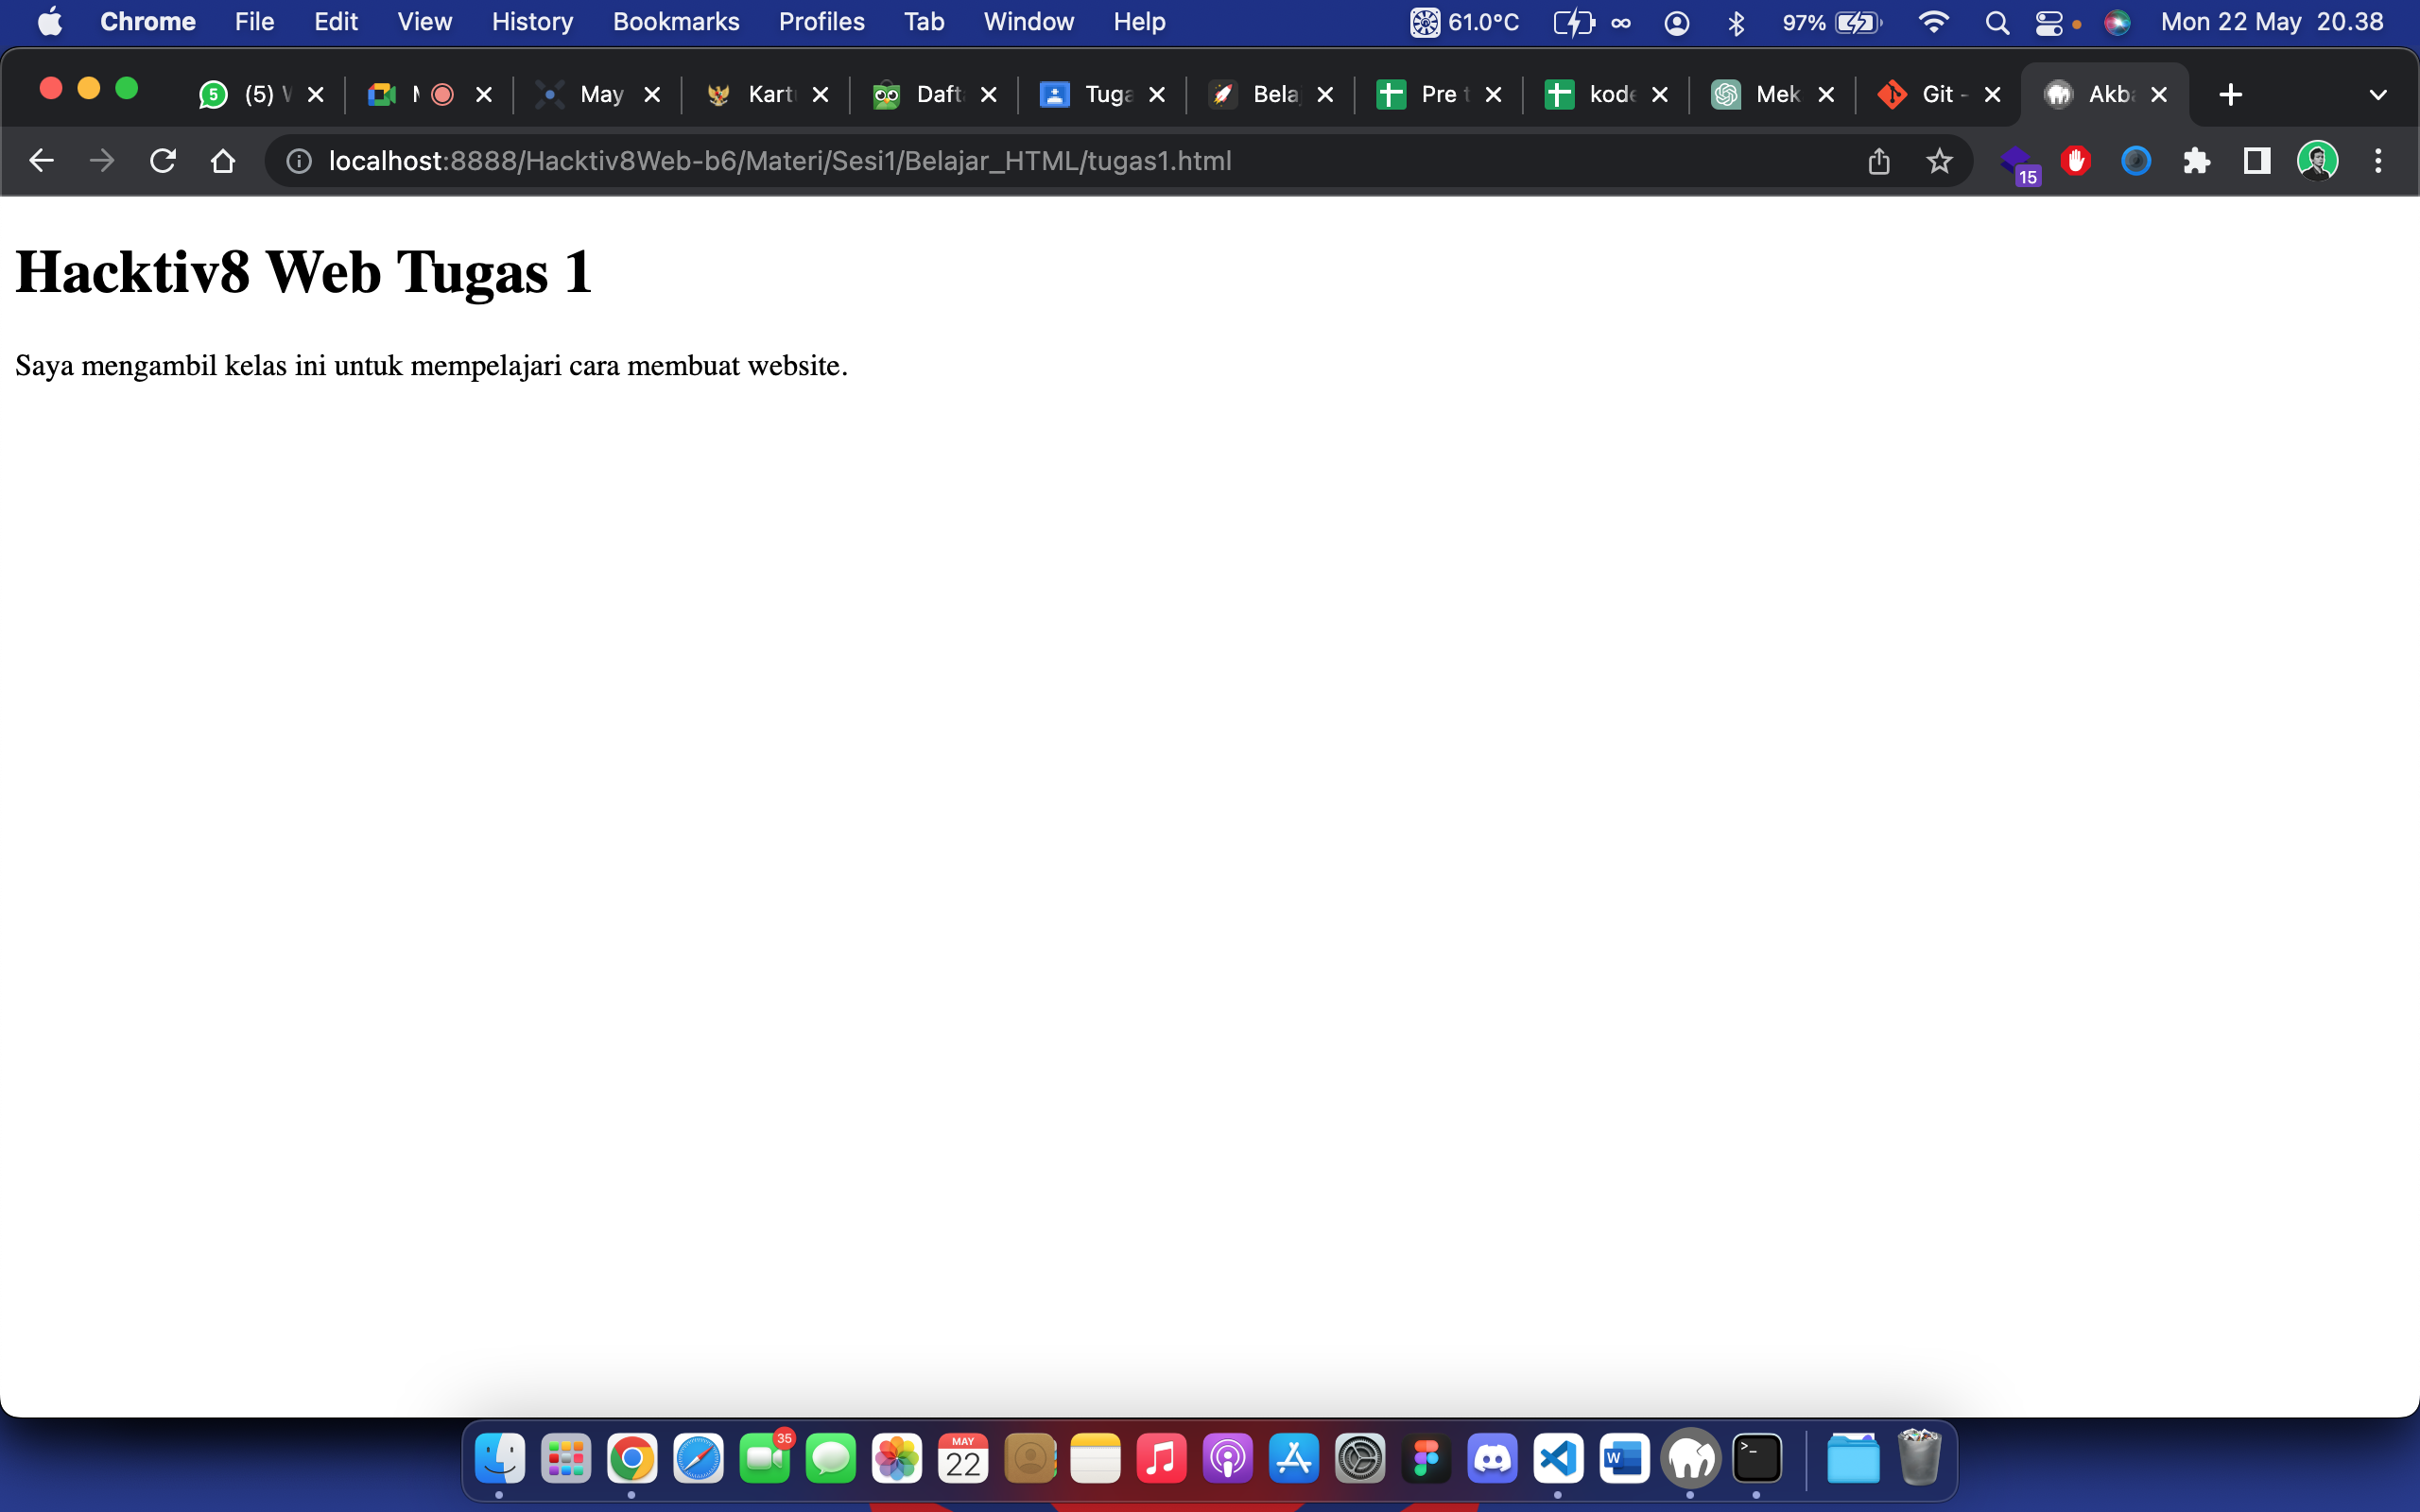 Chrome File Edit View History Bookmarks Profiles Tab Window Help 61.0°C ∞ 97% Mon 22 May 20.38
5 (5) May Kart Daft Tuga Bela Pre t kode Mek Git - Akba
localhost:8888/Hacktiv8Web-b6/Materi/Sesi1/Belajar_HTML/tugas1.html 15
Hacktiv8 Web Tugas 1
Saya mengambil kelas ini untuk mempelajari cara membuat website.
35
MAY
22
W
>_